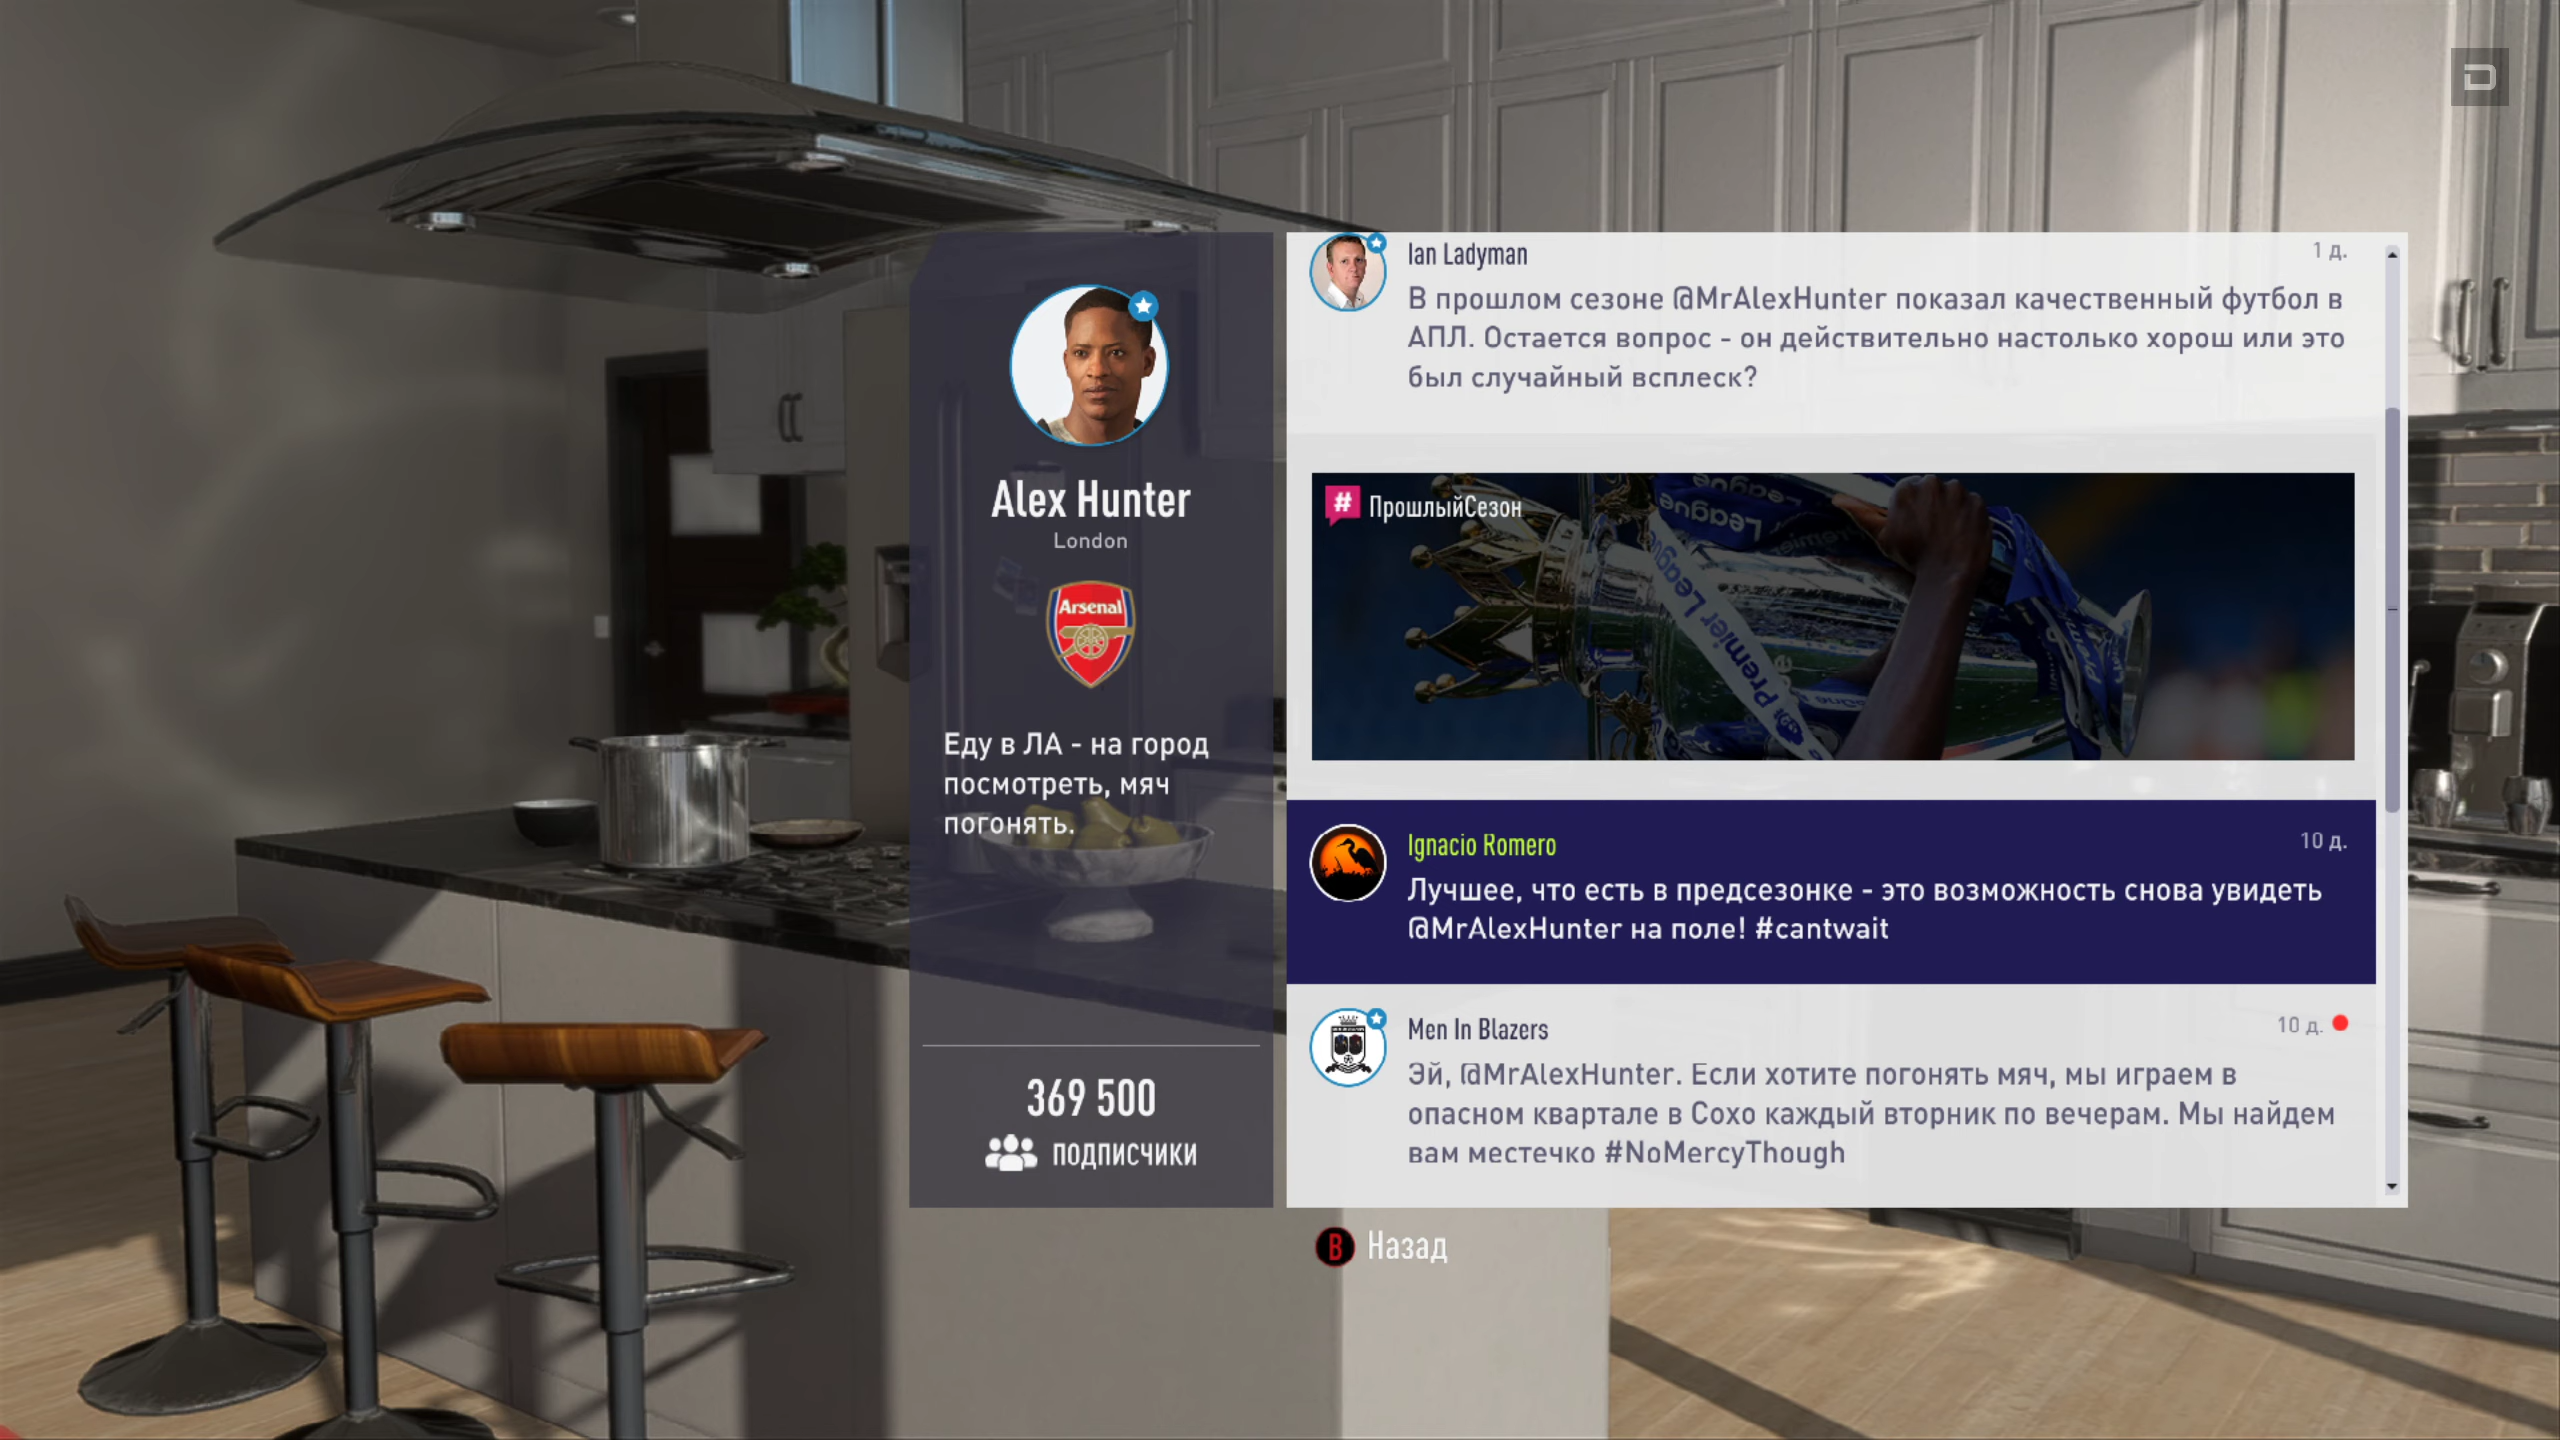 Alex Hunter
London
Arsenal
Еду в ЛА - на город
посмотреть, мяч
погонять.
369 500
подписчики
Ian Ladyman
1 д.
В прошлом сезоне @MrAlexHunter показал качественный футбол в
АПЛ. Остается вопрос - он действительно настолько хорош или это
был случайный всплеск?
# ПрошлыйСезон
Premier League
Ignacio Romero
10 д.
Лучшее, что есть в предсезонке - это возможность снова увидеть
@MrAlexHunter на поле! #cantwait
Men In Blazers
10 д.
Эй, @MrAlexHunter. Если хотите погонять мяч, мы играем в
опасном квартале в Сохо каждый вторник по вечерам. Мы найдем
вам местечко #NoMercyThough
B Назад